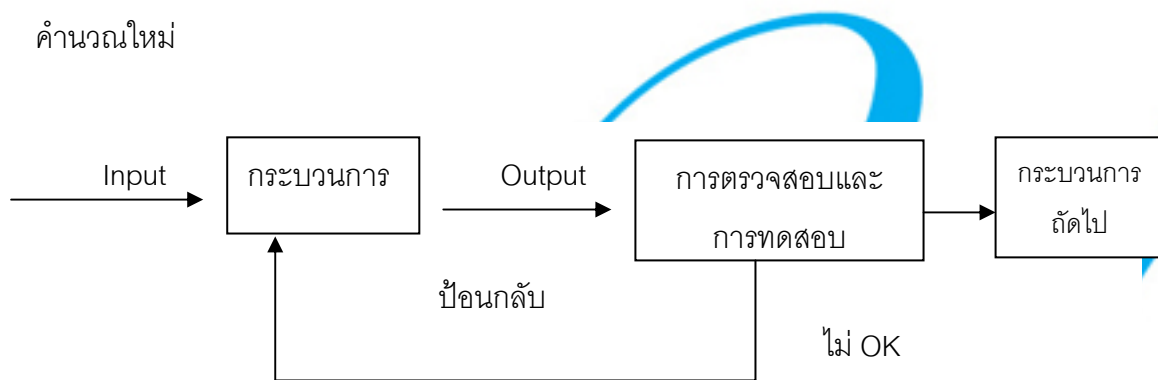 คำนวณใหม่
Input
กระบวนการ
Output
การตรวจสอบและ
การทดสอบ
กระบวนการ
ถัดไป
ป้อนกลับ
ไม่ OK